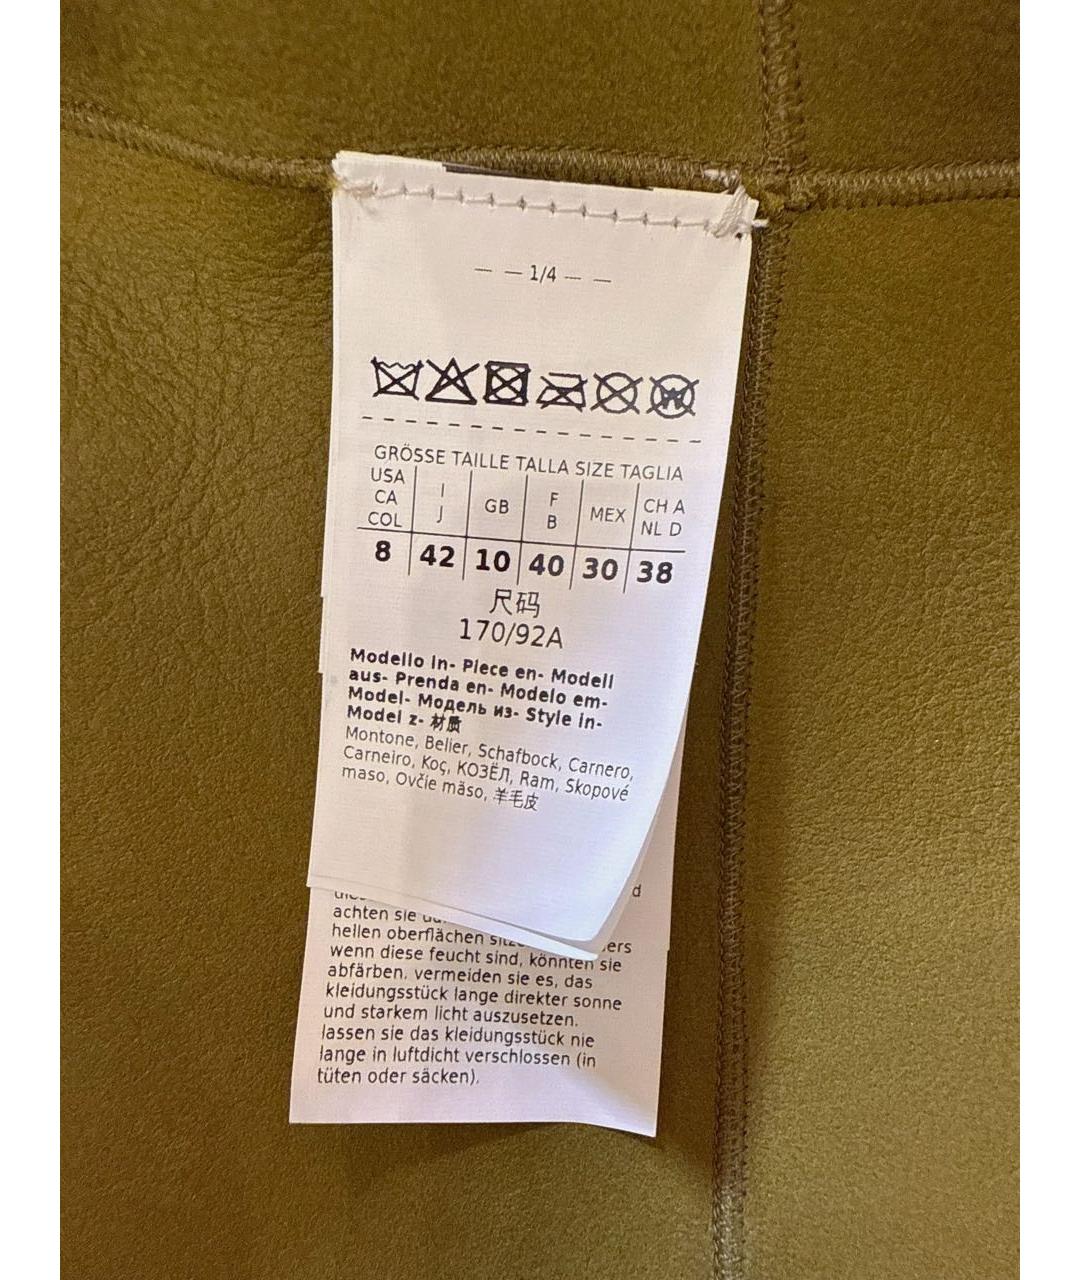 — — 1/4 — —
GRÖSSE TAILLE TALLA SIZE TAGLIA
USA CA COL | I J | GB | F B | MEX | CH A NL D
8 | 42 | 10 | 40 | 30 | 38
尺码
170/92A
Modello in- Piece en- Modell
aus- Prenda en- Modelo em-
Model- Модель из- Style in-
Model z- 材质
Montone, Belier, Schafbock, Carnero,
Carneiro, Koç, КОЗЁЛ, Ram, Skopové
maso, Ovčie mäso, 羊毛皮
achten sie
hellen oberflächen
wenn diese feucht sind, könnten sie
abfärben. vermeiden sie es, das
kleidungsstück lange direkter sonne
und starkem licht auszusetzen.
lassen sie das kleidungsstück nie
lange in luftdicht verschlossen (in
tüten oder säcken).